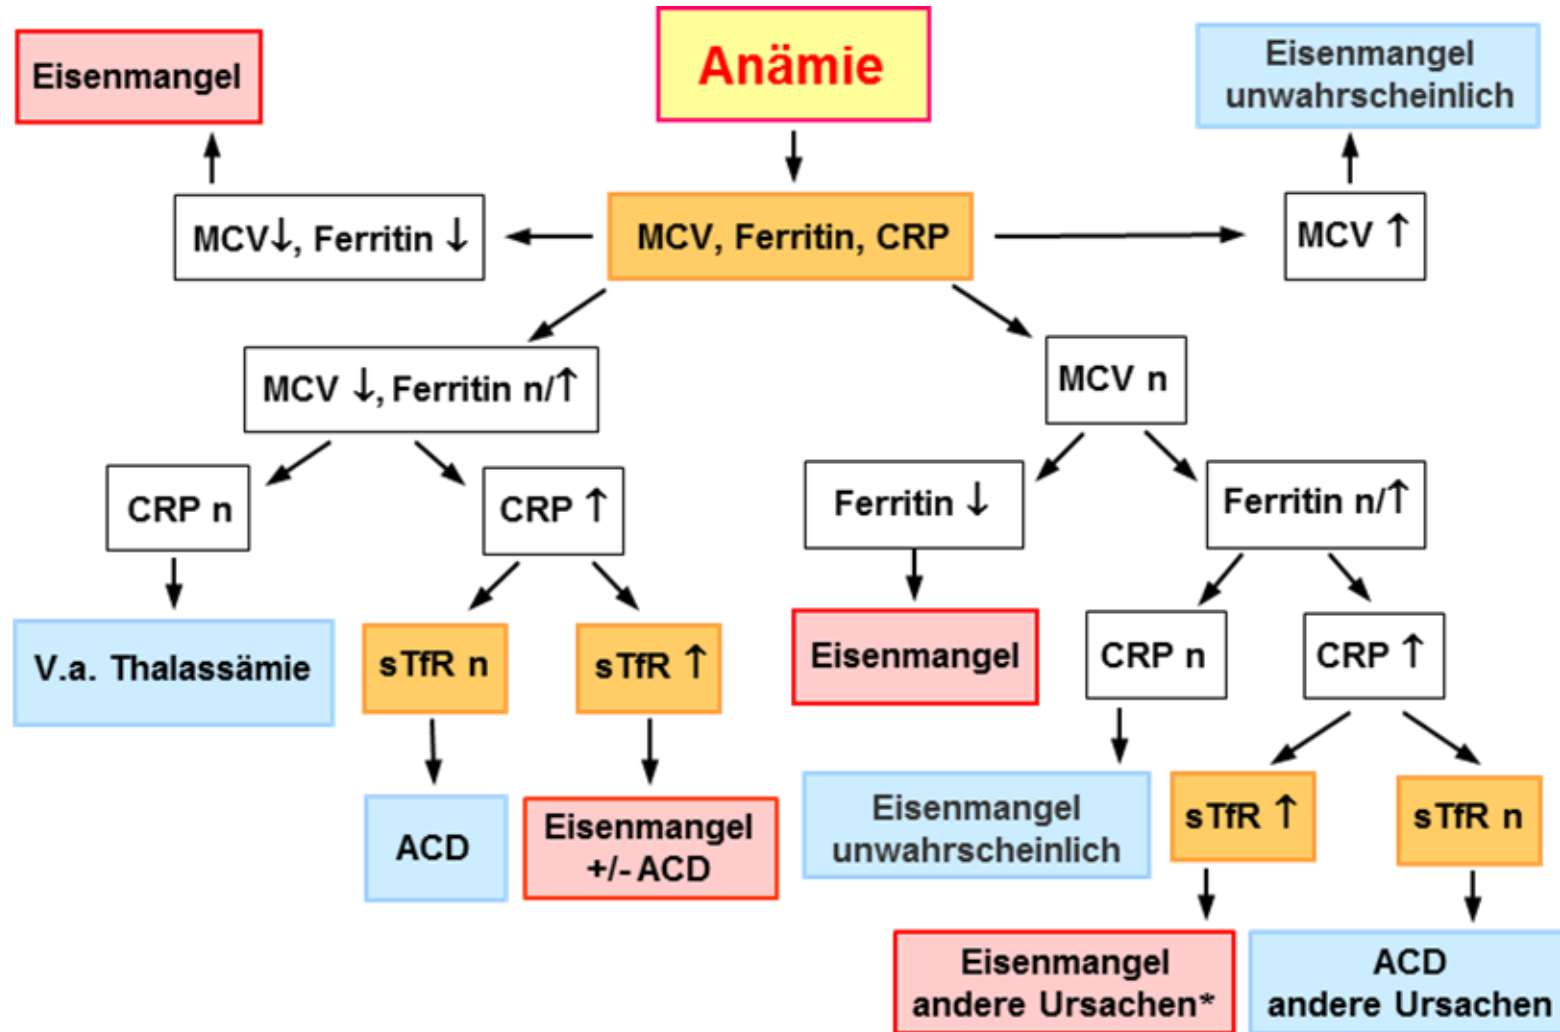 Anämie
Eisenmangel
Eisenmangel
unwahrscheinlich
MCV↓, Ferritin ↓
MCV, Ferritin, CRP
MCV ↑
MCV ↓, Ferritin n/↑
MCV n
CRP n
CRP ↑
Ferritin ↓
Ferritin n/↑
V.a. Thalassämie
sTfR n
sTfR ↑
Eisenmangel
CRP n
CRP ↑
ACD
Eisenmangel
+/- ACD
Eisenmangel
unwahrscheinlich
sTfR ↑
sTfR n
Eisenmangel
andere Ursachen*
ACD
andere Ursachen